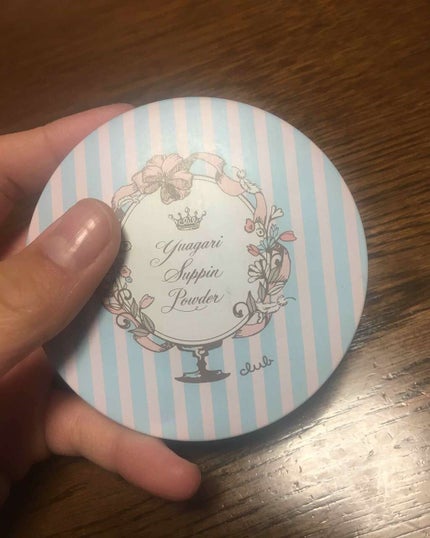 Yuagari
Suppin
Powder
club